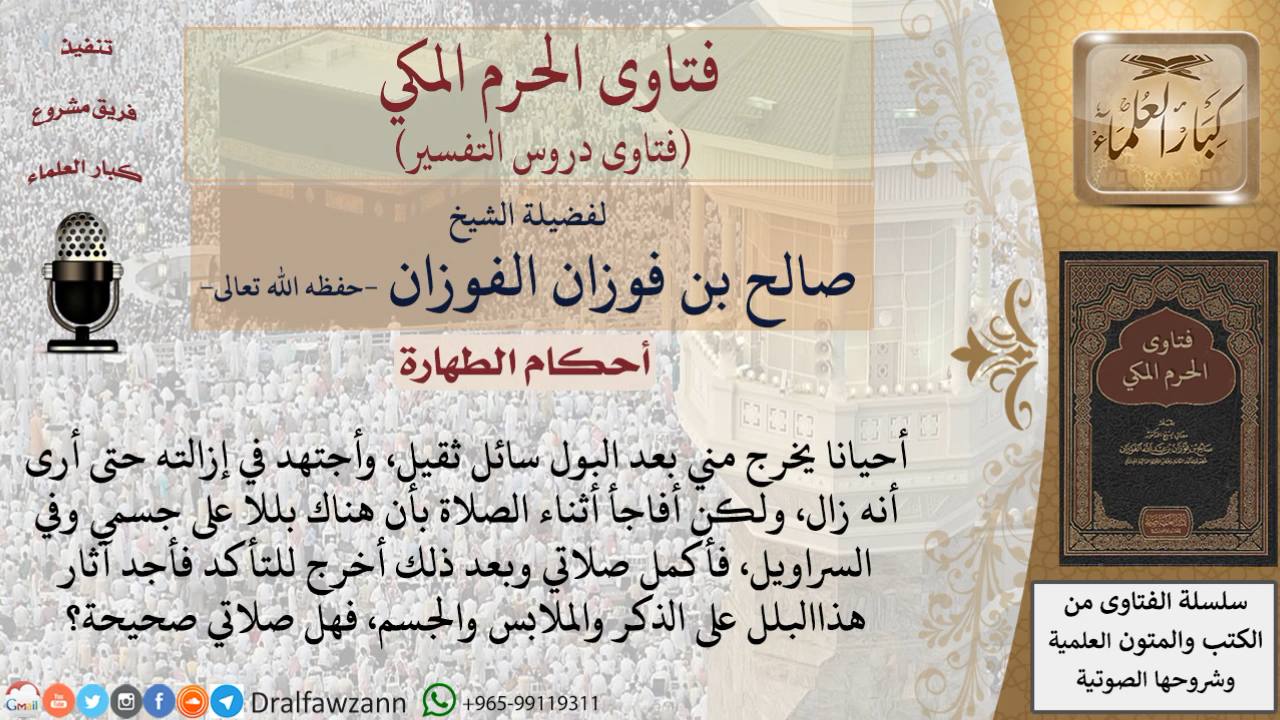 تنفيذ
فريق مشروع
كبار العلماء
فتاوى الحرم المكي
(فتاوى دروس التفسير)
لفضيلة الشيخ
صالح بن فوزان الفوزان -حفظه الله تعالى-
أحكام الطهارة
أحيانا يخرج مني بعد البول سائل ثقيل، وأجتهد في إزالته حتى أرى
أنه زال، ولكن أفاجأ أثناء الصلاة بأن هناك بللا على جسمي وفي
السراويل، فأكمل صلاتي وبعد ذلك أخرج للتأكد فأجد آثار
هذاالبلل على الذكر والملابس والجسم، فهل صلاتي صحيحة؟
كبار العلماء
فتاوى
الحرم المكي
سلسلة الفتاوى من
الكتب والمتون العلمية
وشروحها الصوتية
Gmail
You Tube
Dralfawzann
+965-99119311